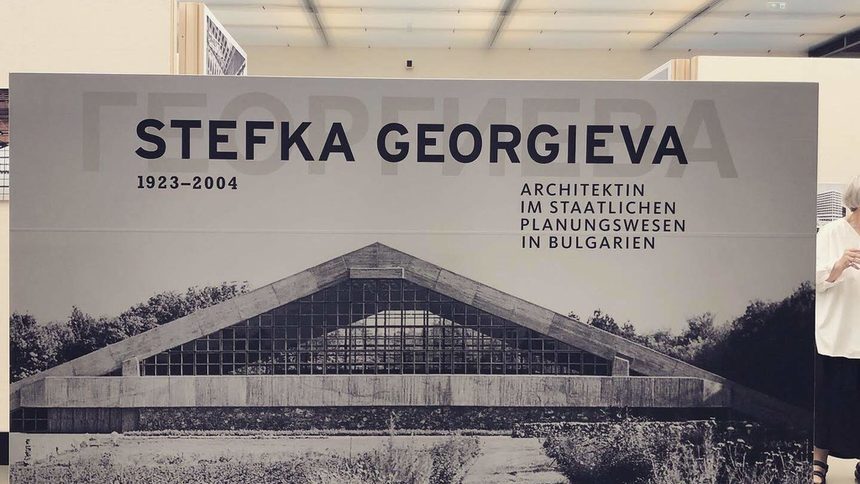 ГЕОРГИЕВА
STEFKA GEORGIEVA
1923–2004
ARCHITEKTIN
IM STAATLICHEN
PLANUNGSWESEN
IN BULGARIEN